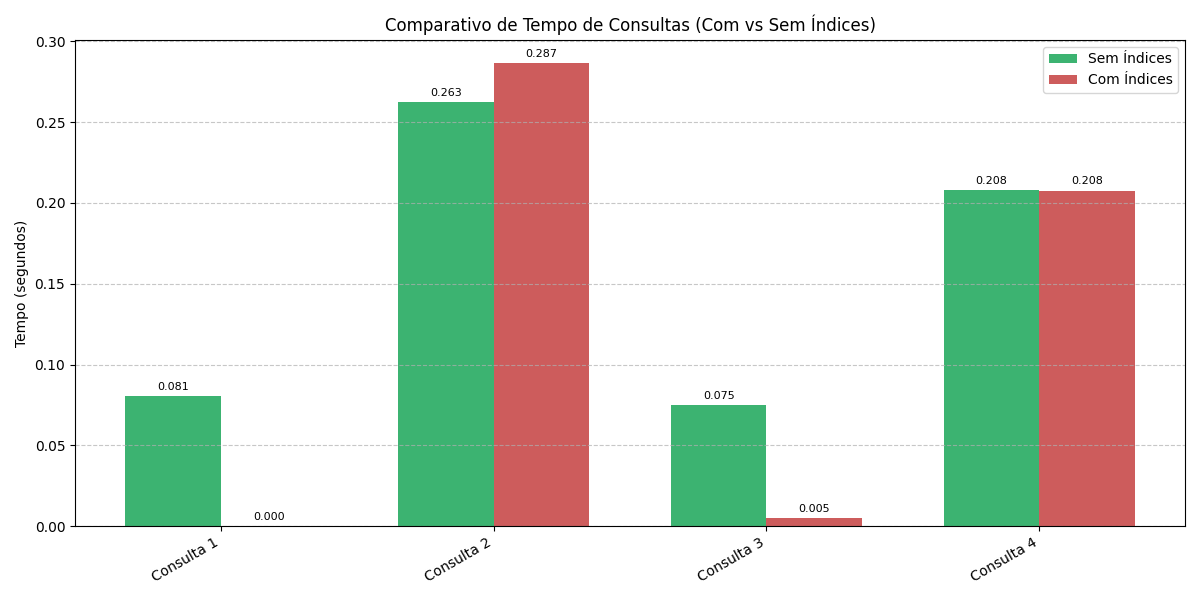 Comparativo de Tempo de Consultas (Com vs Sem Índices)
Sem Índices
Com Índices
Tempo (segundos)
0.30
0.25
0.20
0.15
0.10
0.05
0.00
0.081
0.000
0.263
0.287
0.075
0.005
0.208
0.208
Consulta 1
Consulta 2
Consulta 3
Consulta 4